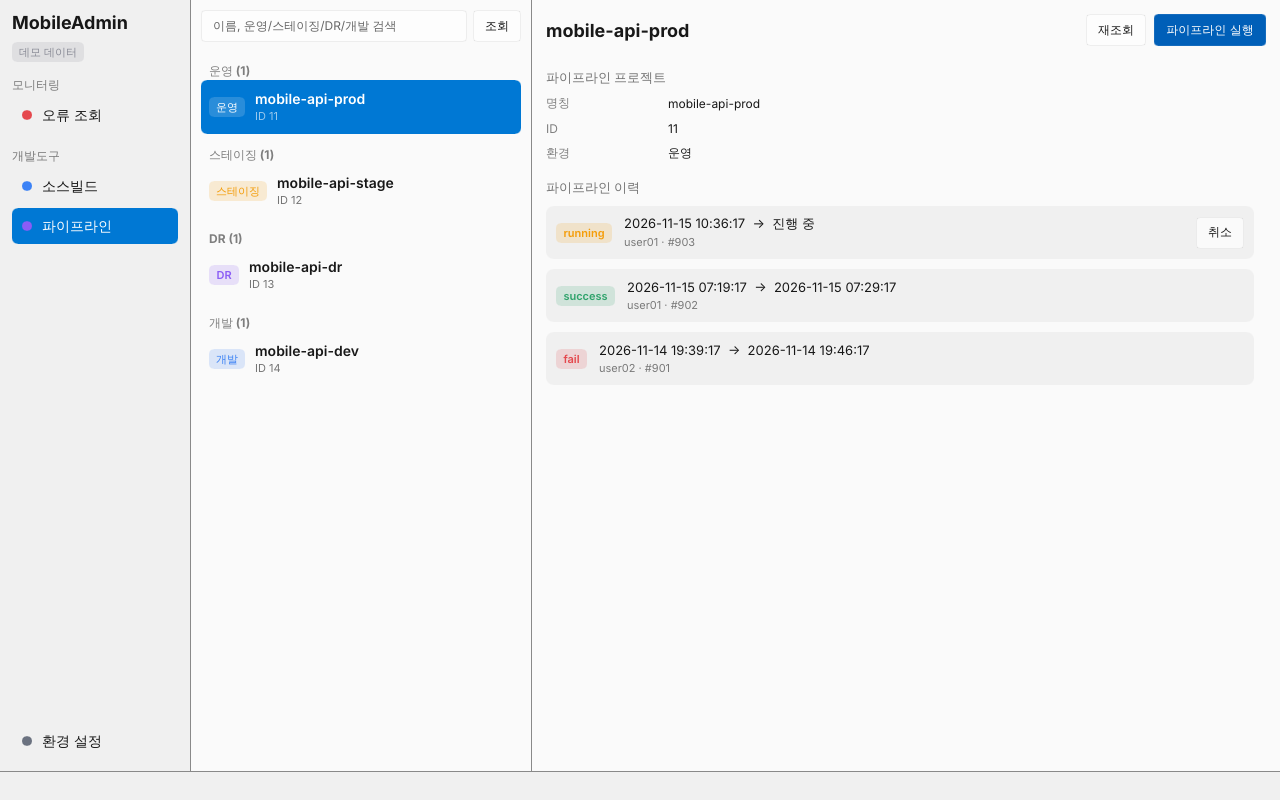 MobileAdmin
데모 데이터
모니터링
오류 조회
개발도구
소스빌드
파이프라인
환경 설정
이름, 운영/스테이징/DR/개발 검색
조회
운영 (1)
운영
mobile-api-prod
ID 11
스테이징 (1)
스테이징
mobile-api-stage
ID 12
DR (1)
DR
mobile-api-dr
ID 13
개발 (1)
개발
mobile-api-dev
ID 14
mobile-api-prod
재조회
파이프라인 실행
파이프라인 프로젝트
명칭 mobile-api-prod
ID 11
환경 운영
파이프라인 이력
running
2026-11-15 10:36:17 → 진행 중
user01 · #903
취소
success
2026-11-15 07:19:17 → 2026-11-15 07:29:17
user01 · #902
fail
2026-11-14 19:39:17 → 2026-11-14 19:46:17
user02 · #901